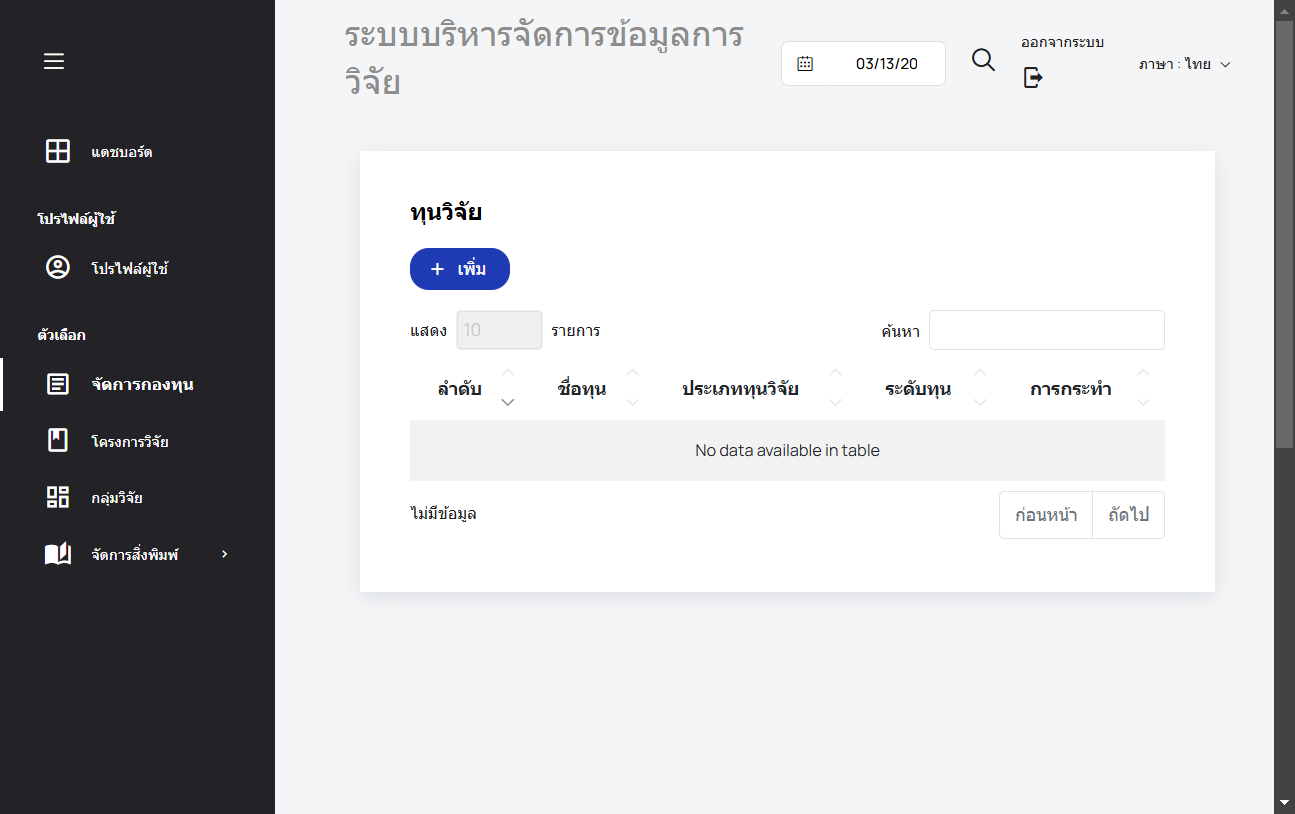 ระบบบริหารจัดการข้อมูลการ
วิจัย
03/13/20
ออกจากระบบ
ภาษา : ไทย
แดชบอร์ด
โปรไฟล์ผู้ใช้
โปรไฟล์ผู้ใช้
ตัวเลือก
จัดการกองทุน
โครงการวิจัย
กลุ่มวิจัย
จัดการสิ่งพิมพ์
ทุนวิจัย
+ เพิ่ม
แสดง 10 รายการ
ค้นหา
ลำดับ ชื่อทุน ประเภททุนวิจัย ระดับทุน การกระทำ
No data available in table
ไม่มีข้อมูล
ก่อนหน้า ถัดไป